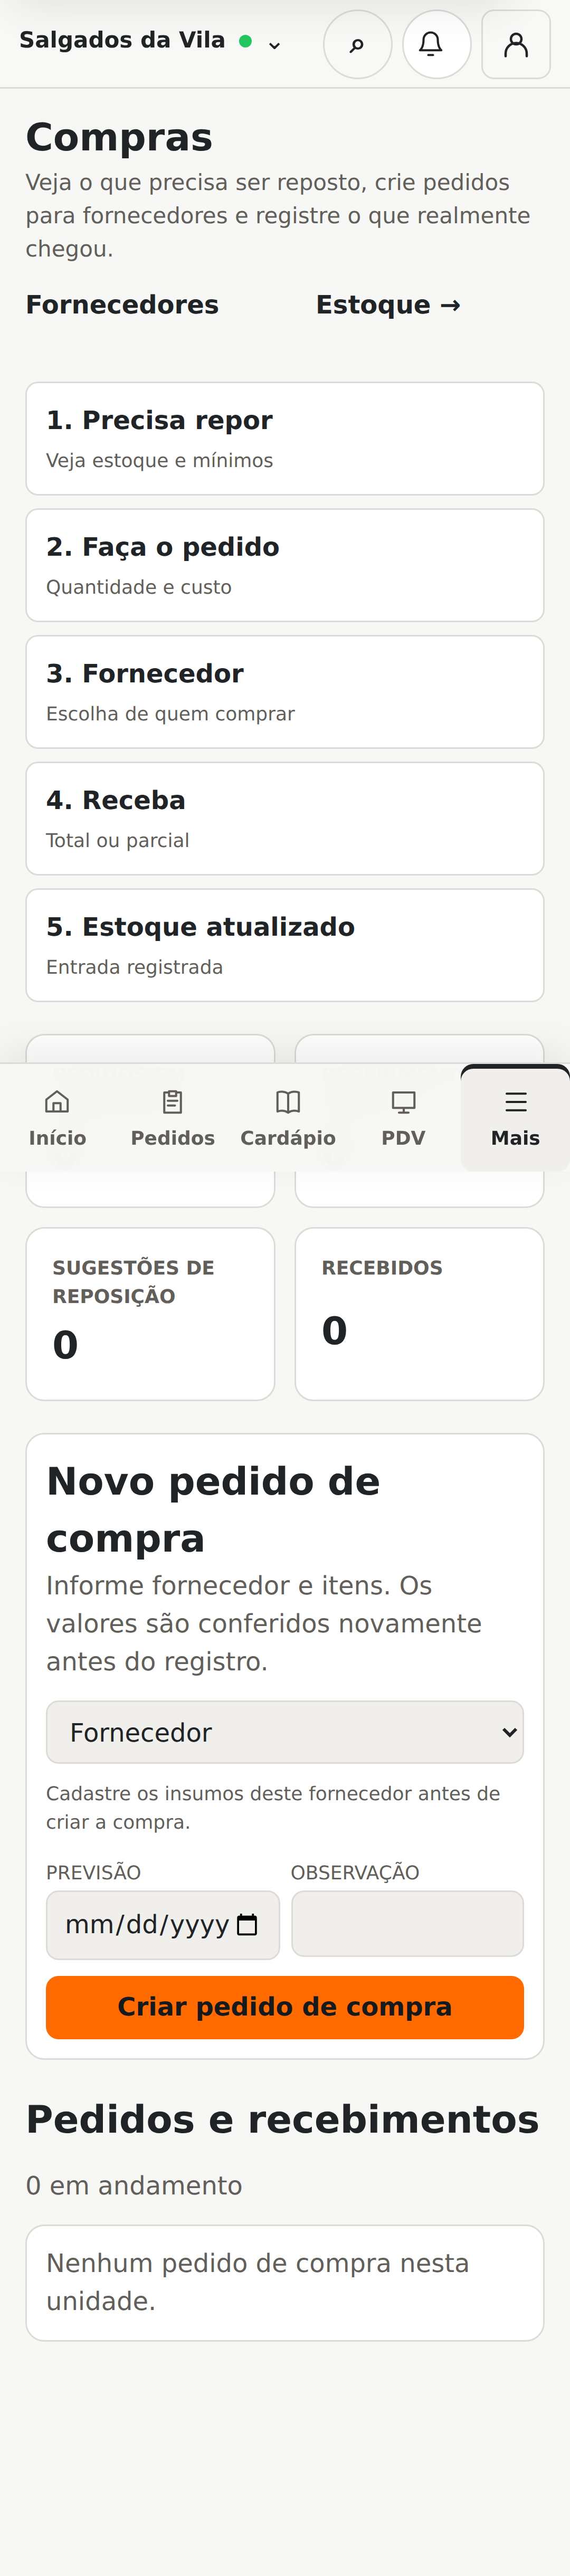 Salgados da Vila
Compras
Veja o que precisa ser reposto, crie pedidos
para fornecedores e registre o que realmente
chegou.
Fornecedores
Estoque →
1. Precisa repor
Veja estoque e mínimos
2. Faça o pedido
Quantidade e custo
3. Fornecedor
Escolha de quem comprar
4. Receba
Total ou parcial
5. Estoque atualizado
Entrada registrada
Início
Pedidos
Cardápio
PDV
Mais
SUGESTÕES DE
REPOSIÇÃO
0
RECEBIDOS
0
Novo pedido de
compra
Informe fornecedor e itens. Os
valores são conferidos novamente
antes do registro.
Fornecedor
Cadastre os insumos deste fornecedor antes de
criar a compra.
PREVISÃO
OBSERVAÇÃO
mm/dd/yyyy
Criar pedido de compra
Pedidos e recebimentos
0 em andamento
Nenhum pedido de compra nesta
unidade.